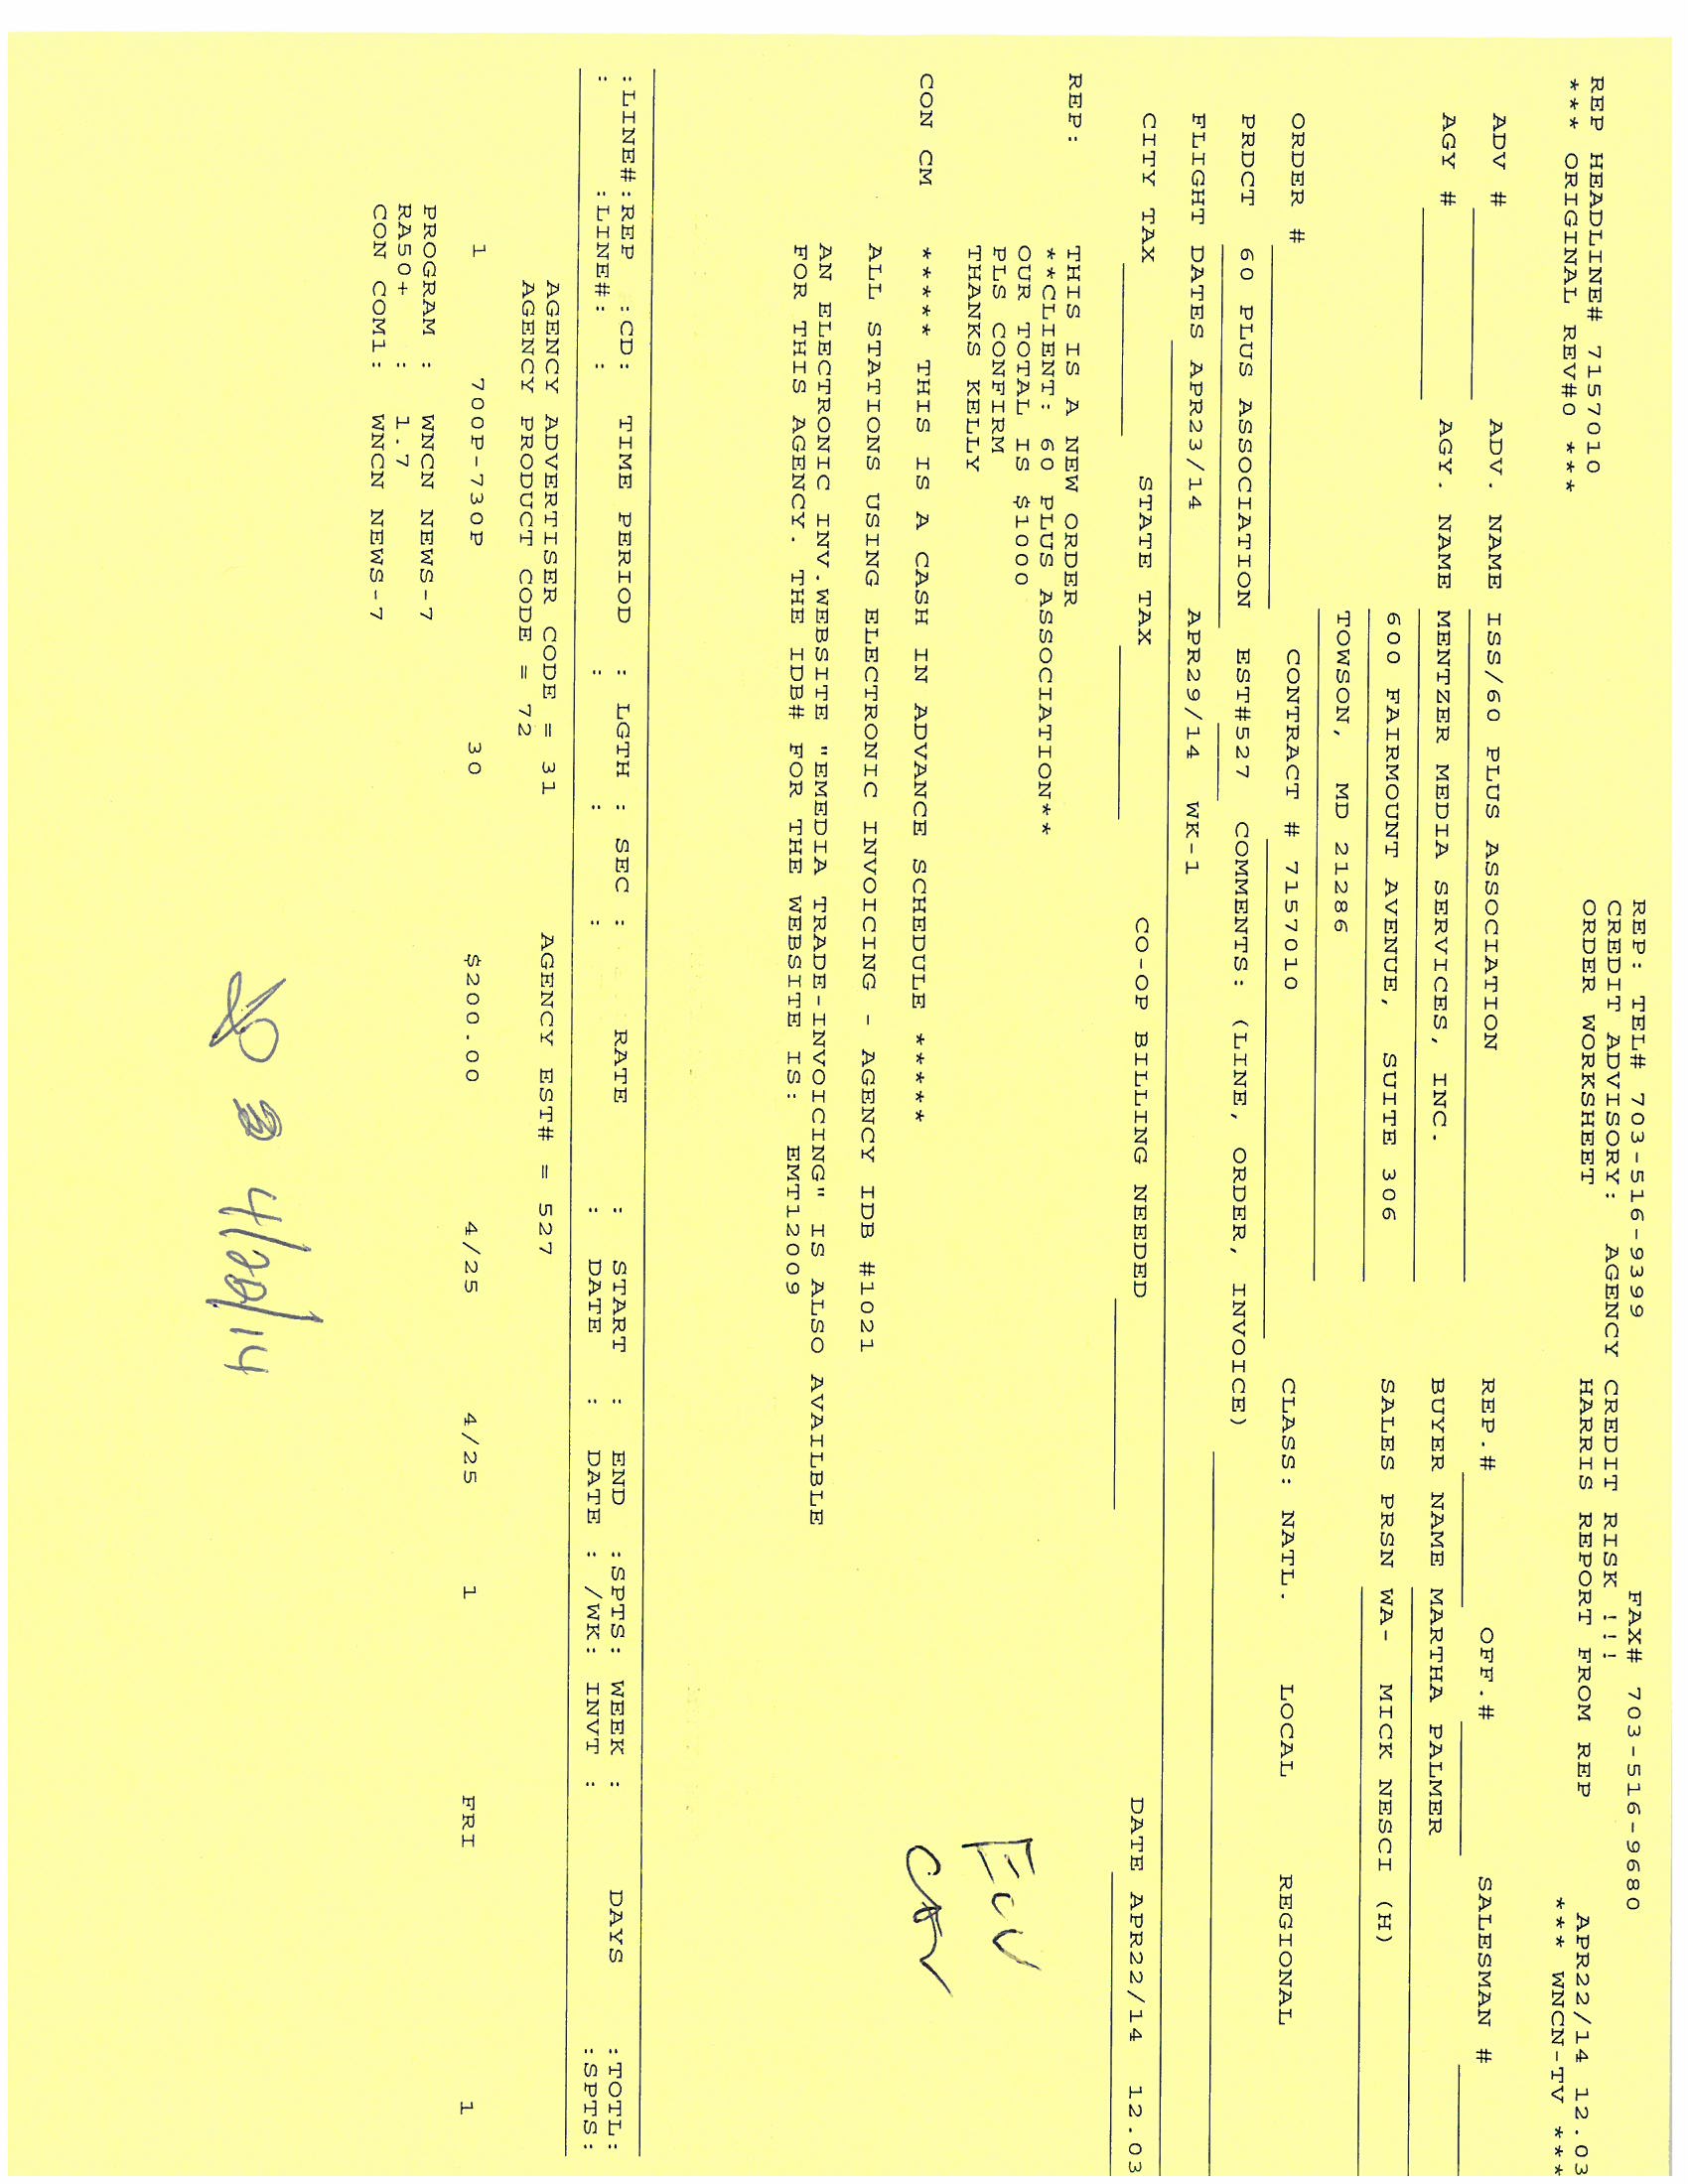 REP: TEL# 703-516-9399 FAX# 703-516-9680
CREDIT ADVISORY: AGENCY CREDIT RISK !!!
REP HEADLINE# 7157010 ORDER WORKSHEET HARRIS REPORT FROM REP APR22/14 12.03
*** ORIGINAL REV#0 *** *** WNCN-TV ***
ADV # ADV. NAME ISS/60 PLUS ASSOCIATION REP.# OFF.# SALESMAN #
AGY # AGY. NAME MENTZER MEDIA SERVICES, INC. BUYER NAME MARTHA PALMER
600 FAIRMOUNT AVENUE, SUITE 306 SALES PRSN WA- MICK NESCI (H)
TOWSON, MD 21286
ORDER # CONTRACT # 7157010 CLASS: NATL. LOCAL REGIONAL
PRDCT 60 PLUS ASSOCIATION EST#527 COMMENTS: (LINE, ORDER, INVOICE)
FLIGHT DATES APR23/14 APR29/14 WK-1
CITY TAX STATE TAX CO-OP BILLING NEEDED DATE APR22/14 12.03
REP: THIS IS A NEW ORDER
**CLIENT: 60 PLUS ASSOCIATION**
OUR TOTAL IS $1000
PLS CONFIRM
THANKS KELLY
CON CM ***** THIS IS A CASH IN ADVANCE SCHEDULE *****
ALL STATIONS USING ELECTRONIC INVOICING - AGENCY IDB #1021
AN ELECTRONIC INV.WEBSITE "EMEDIA TRADE-INVOICING" IS ALSO AVAILBLE
FOR THIS AGENCY. THE IDB# FOR THE WEBSITE IS: EMT12009
:LINE#:REP :CD: TIME PERIOD : LGTH : SEC : RATE : START : END :SPTS: WEEK : DAYS :TOTL:
: :LINE#: : : : : : DATE : DATE : /WK: INVT : :SPTS:
AGENCY ADVERTISER CODE = 31 AGENCY EST# = 527
AGENCY PRODUCT CODE = 72
1 700P-730P 30 $200.00 4/25 4/25 1 FRI 1
PROGRAM : WNCN NEWS-7
RA50+ : 1.7
CON COM1: WNCN NEWS-7
4/28/14